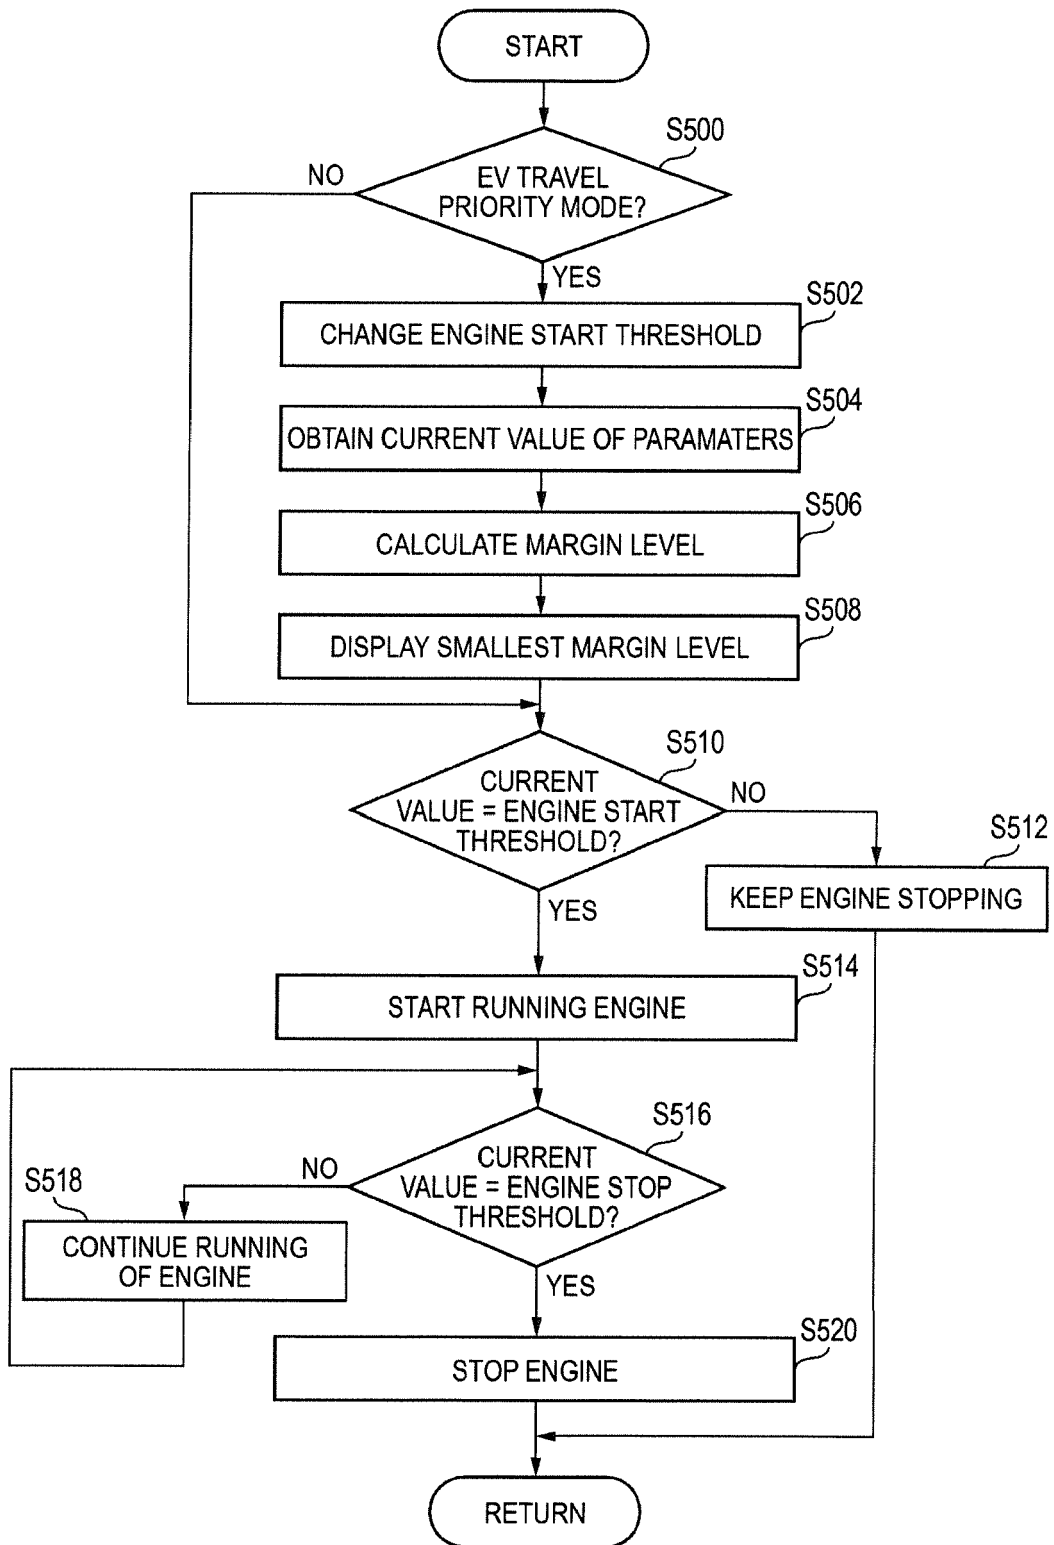 START
S500
NO
EV TRAVEL
PRIORITY MODE?
YES
S502
CHANGE ENGINE START THRESHOLD
S504
OBTAIN CURRENT VALUE OF PARAMATERS
S506
CALCULATE MARGIN LEVEL
S508
DISPLAY SMALLEST MARGIN LEVEL
S510
CURRENT
VALUE = ENGINE START
THRESHOLD?
NO
S512
KEEP ENGINE STOPPING
YES
S514
START RUNNING ENGINE
S516
CURRENT
VALUE = ENGINE STOP
THRESHOLD?
NO
S518
CONTINUE RUNNING
OF ENGINE
YES
S520
STOP ENGINE
RETURN